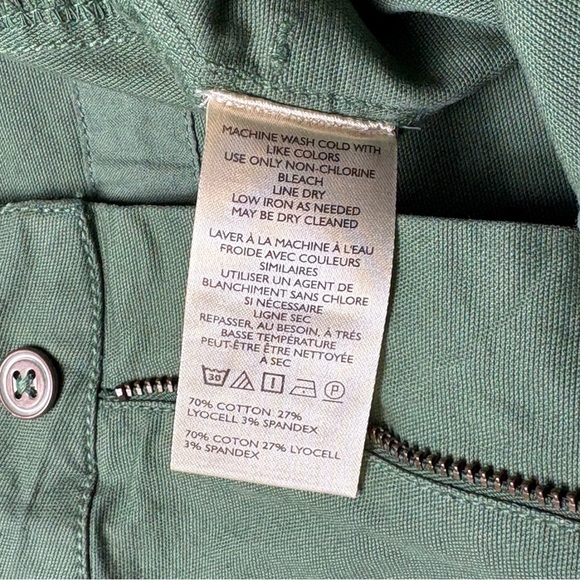 MACHINE WASH COLD WITH
LIKE COLORS
USE ONLY NON-CHLORINE
BLEACH
LINE DRY
LOW IRON AS NEEDED
MAY BE DRY CLEANED
LAVER À LA MACHINE À L'EAU
FROIDE AVEC COULEURS
SIMILAIRES
UTILISER UN AGENT DE
BLANCHIMENT SANS CHLORE
SI NÉCESSAIRE
LIGNE SEC
REPASSER, AU BESOIN, À TRÉS
BASSE TEMPÉRATURE
PEUT-ÊTRE ÊTRE NETTOYÉE
À SEC
30 P
70% COTTON 27%
LYOCELL 3% SPANDEX
70% COTON 27% LYOCELL
3% SPANDEX